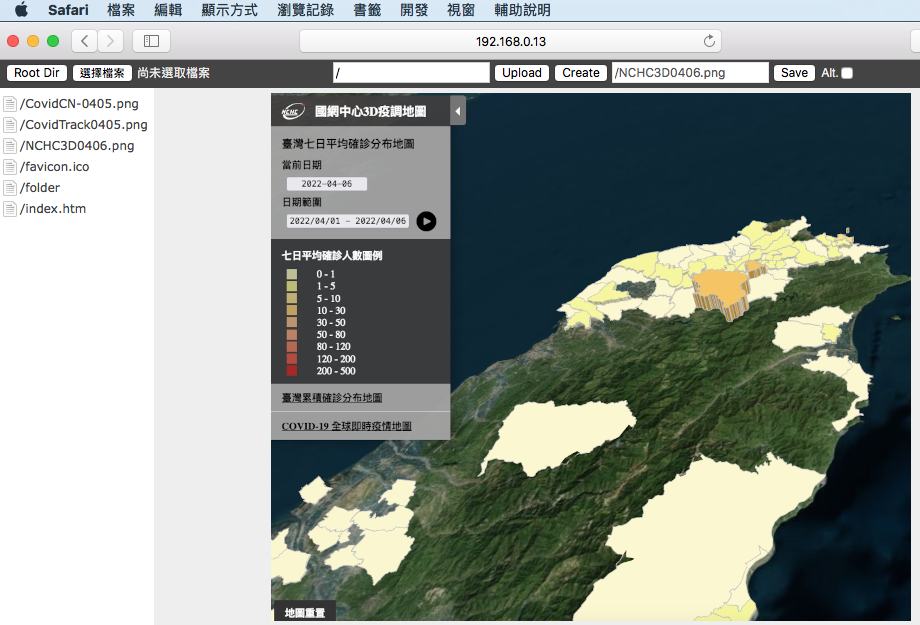 Safari 檔案 編輯 顯示方式 瀏覽記錄 書籤 開發 視窗 輔助說明
192.168.0.13
Root Dir 選擇檔案 尚未選取檔案 / Upload Create /NCHC3D0406.png Save Alt.
/CovidCN-0405.png
/CovidTrack0405.png
/NCHC3D0406.png
/favicon.ico
/folder
/index.htm
NCHC 國網中心3D疫調地圖
臺灣七日平均確診分布地圖
當前日期
2022-04-06
日期範圍
2022/04/01 - 2022/04/06
七日平均確診人數圖例
0 - 1
1 - 5
5 - 10
10 - 30
30 - 50
50 - 80
80 - 120
120 - 200
200 - 500
臺灣累積確診分布地圖
COVID-19 全球即時疫情地圖
地圖重置